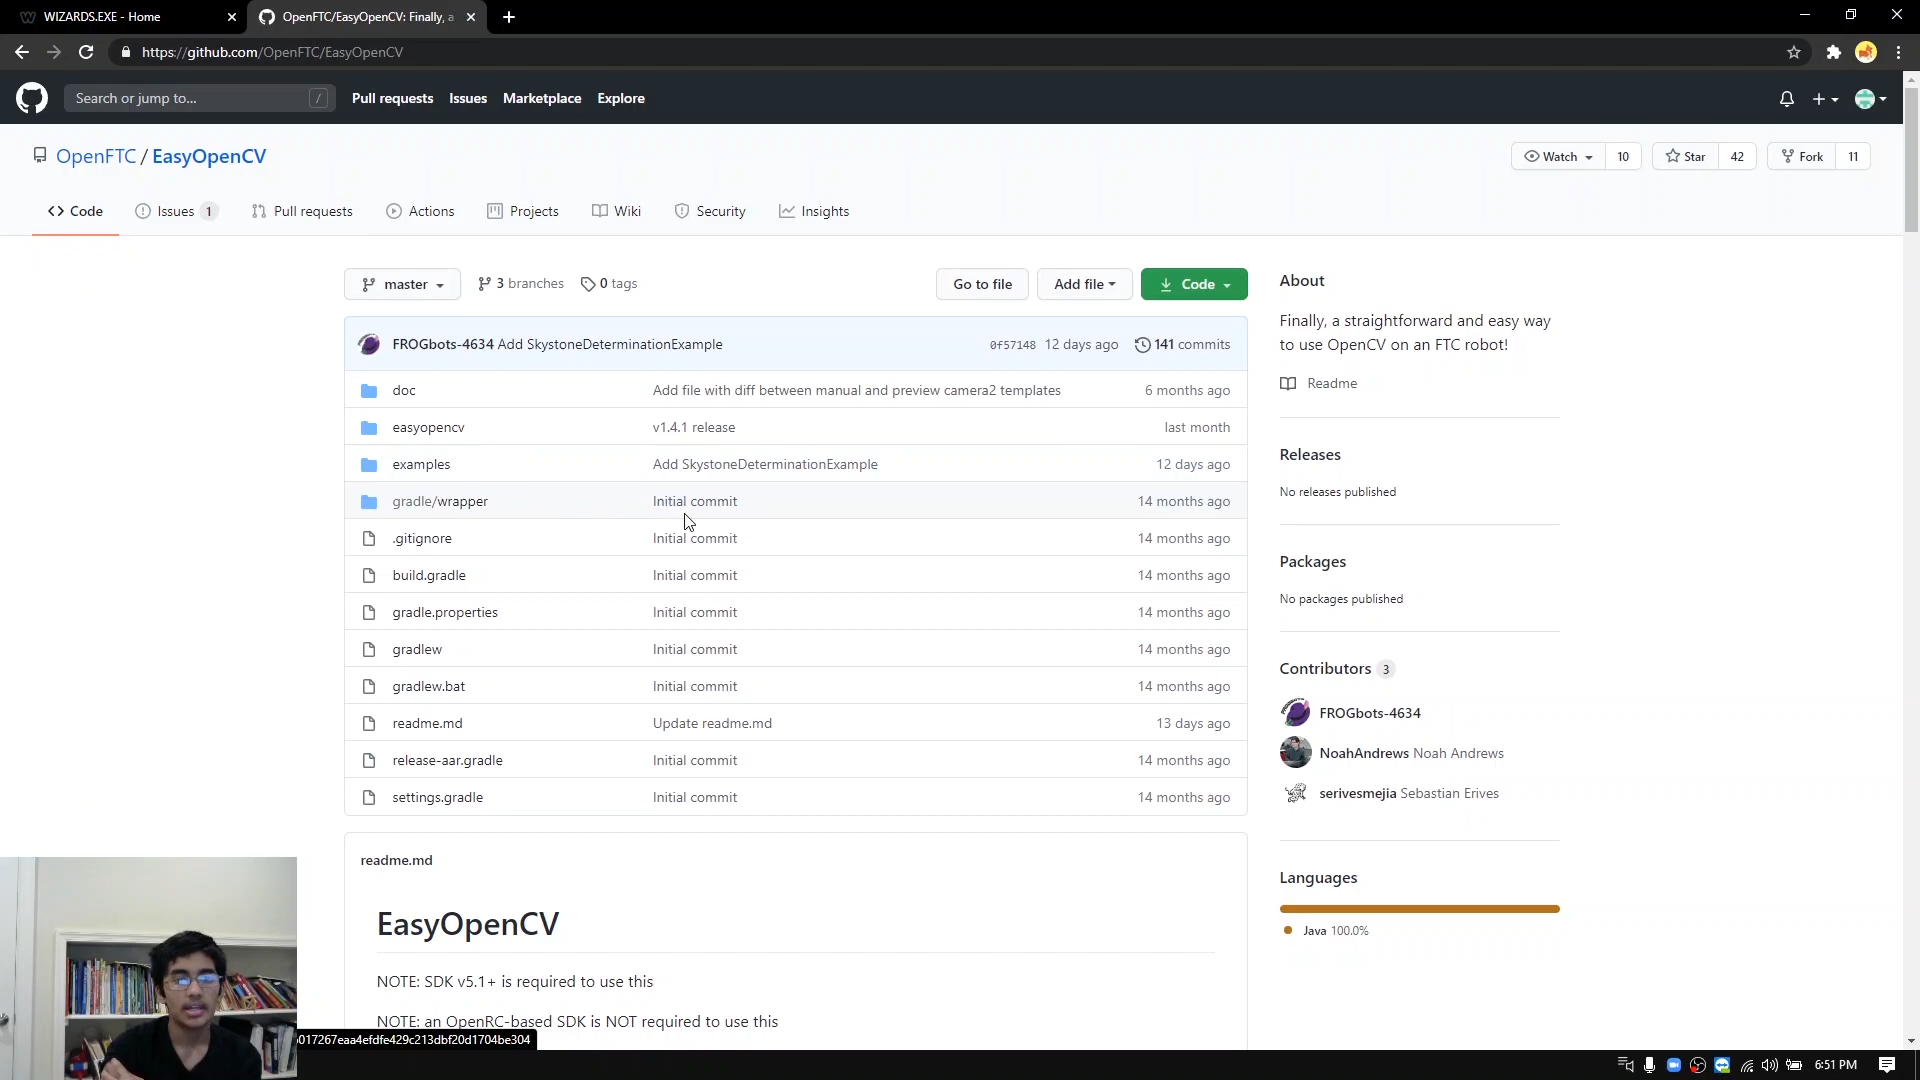 WIZARDS.EXE - Home
OpenFTC/EasyOpenCV: Finally, a
https://github.com/OpenFTC/EasyOpenCV
Search or jump to...
/
Pull requests
Issues
Marketplace
Explore
OpenFTC / EasyOpenCV
Watch 10
Star 42
Fork 11
Code
Issues 1
Pull requests
Actions
Projects
Wiki
Security
Insights
master
3 branches
0 tags
Go to file
Add file
Code
FROGbots-4634 Add SkystoneDeterminationExample 0f57148 12 days ago 141 commits
doc Add file with diff between manual and preview camera2 templates 6 months ago
easyopencv v1.4.1 release last month
examples Add SkystoneDeterminationExample 12 days ago
gradle/wrapper Initial commit 14 months ago
.gitignore Initial commit 14 months ago
build.gradle Initial commit 14 months ago
gradle.properties Initial commit 14 months ago
gradlew Initial commit 14 months ago
gradlew.bat Initial commit 14 months ago
readme.md Update readme.md 13 days ago
release-aar.gradle Initial commit 14 months ago
settings.gradle Initial commit 14 months ago
readme.md
EasyOpenCV
NOTE: SDK v5.1+ is required to use this
NOTE: an OpenRC-based SDK is NOT required to use this
017267eaa4efdfe429c213dbf20d1704be304
About
Finally, a straightforward and easy way
to use OpenCV on an FTC robot!
Readme
Releases
No releases published
Packages
No packages published
Contributors 3
FROGbots-4634
NoahAndrews Noah Andrews
serivesmejia Sebastian Erives
Languages
Java 100.0%
6:51 PM